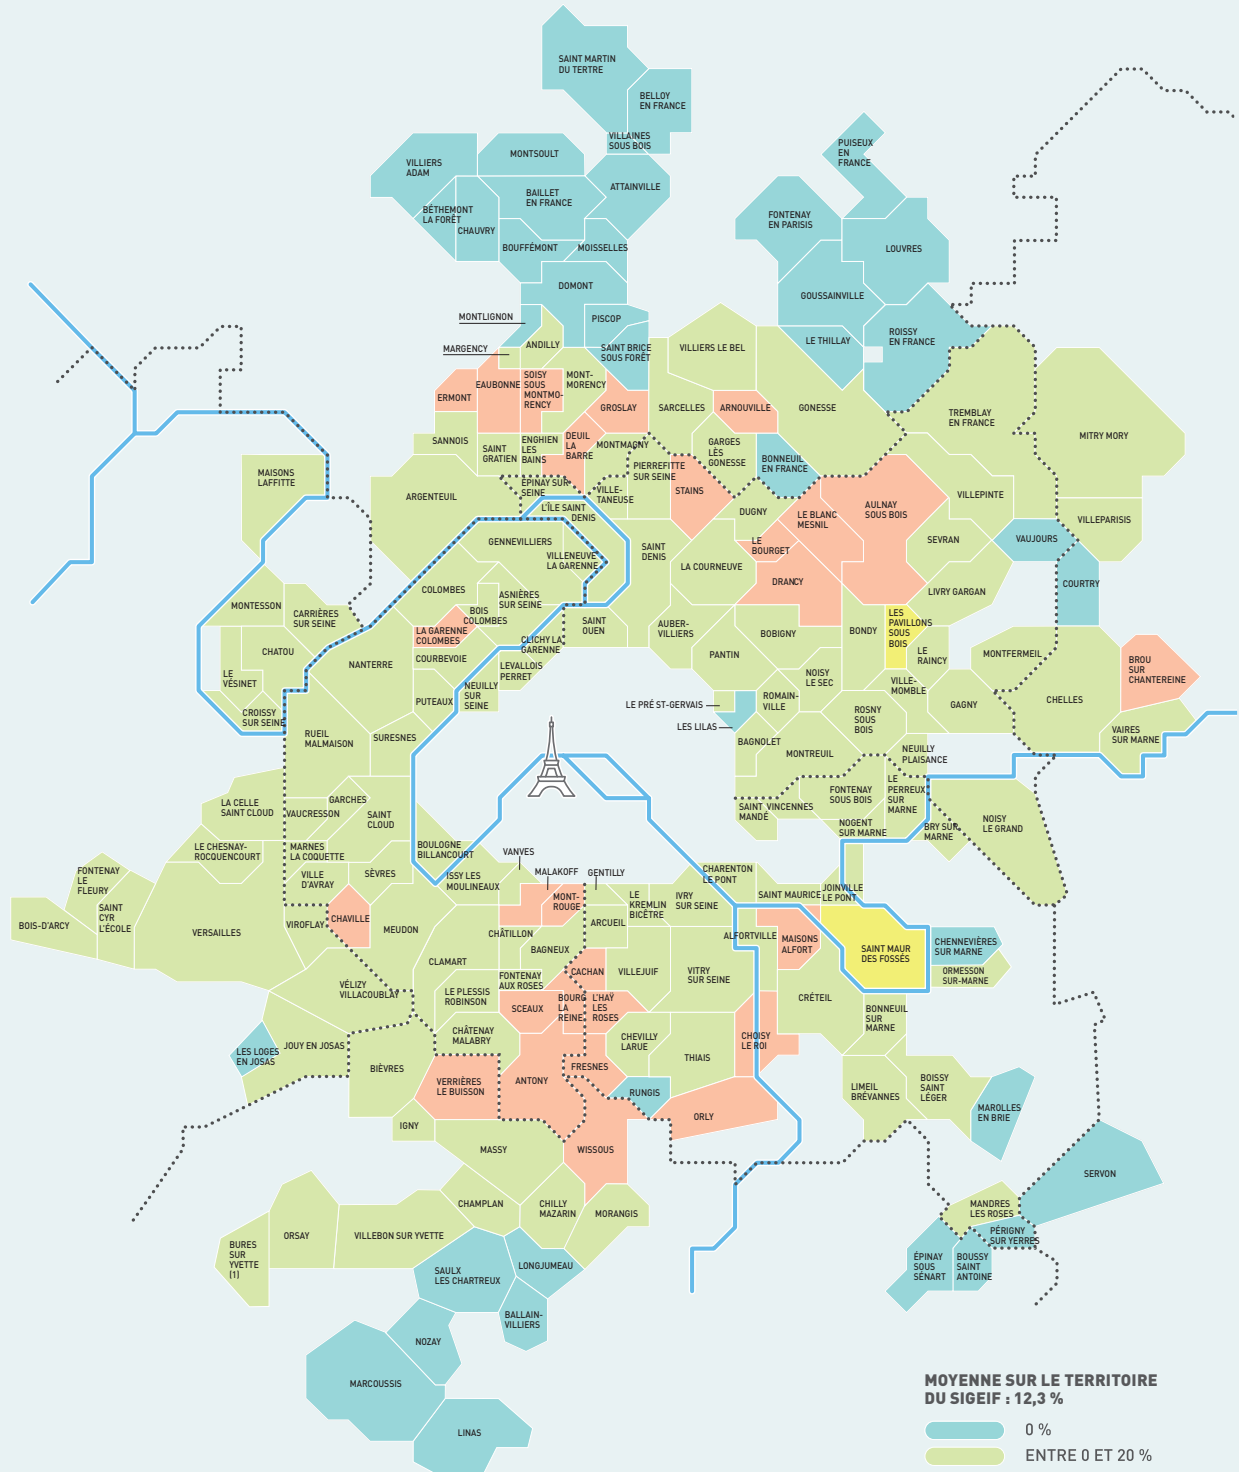 SAINT MARTIN
DU TERTRE
BELLOY
EN FRANCE
VILLAINES
SOUS BOIS
MONTSOULT
VILLIERS
ADAM
BAILLET
EN FRANCE
ATTAINVILLE
BÉTHEMONT
LA FORÊT
CHAUVRY
BOUFFÉMONT
MOISSELLES
PUISEUX
EN
FRANCE
FONTENAY
EN PARISIS
LOUVRES
DOMONT
GOUSSAINVILLE
MONTLIGNON
PISCOP
MARGENCY
ANDILLY
SAINT BRICE
SOUS FORÊT
VILLIERS LE BEL
LE THILLAY
ROISSY
EN FRANCE
ERMONT
EAUBONNE
SOISY
SOUS
MONTMO-
RENCY
MONT-
MORENCY
GROSLAY
SARCELLES
ARNOUVILLE
GONESSE
TREMBLAY
EN FRANCE
MITRY MORY
SANNOIS
SAINT
GRATIEN
ENGHIEN
LES
BAINS
DEUIL
LA
BARRE
MONTMAGNY
GARGES
LÈS
GONESSE
BONNEUIL
EN FRANCE
MAISONS
LAFFITTE
ARGENTEUIL
ÉPINAY SUR
SEINE
VILLE-
TANEUSE
PIERREFITTE
SUR SEINE
STAINS
DUGNY
LE BLANC
MESNIL
AULNAY
SOUS BOIS
VILLEPINTE
VILLEPARISIS
L'ÎLE SAINT
DENIS
GENNEVILLIERS
VILLENEUVE
LA GARENNE
SAINT
DENIS
LA COURNEUVE
LE
BOURGET
SEVRAN
VAUJOURS
COURTRY
DRANCY
LIVRY GARGAN
COLOMBES
ASNIÈRES
SUR SEINE
BOIS
COLOMBES
LA GARENNE
COLOMBES
MONTESSON
CARRIÈRES
SUR SEINE
SAINT
OUEN
AUBER-
VILLIERS
BOBIGNY
BONDY
LES
PAVILLONS
SOUS
BOIS
LE
RAINCY
MONTFERMEIL
BROU
SUR
CHANTEREINE
CHATOU
NANTERRE
COURBEVOIE
CLICHY LA
GARENNE
LEVALLOIS
PERRET
PANTIN
NOISY
LE SEC
VILLE-
MOMBLE
LE
VÉSINET
CROISSY
SUR SEINE
PUTEAUX
NEUILLY
SUR
SEINE
LE PRÉ ST-GERVAIS
ROMAIN-
VILLE
GAGNY
CHELLES
LES LILAS
ROSNY
SOUS
BOIS
VAIRES
SUR MARNE
RUEIL
MALMAISON
SURESNES
BAGNOLET
MONTREUIL
NEUILLY
PLAISANCE
LA CELLE
SAINT CLOUD
VAUCRESSON
GARCHES
SAINT
CLOUD
SAINT
MANDÉ
VINCENNES
FONTENAY
SOUS BOIS
LE
PERREUX
SUR
MARNE
NOGENT
SUR MARNE
BRY SUR
MARNE
NOISY
LE GRAND
LE CHESNAY-
ROCQUENCOURT
MARNES
LA COQUETTE
BOULOGNE
BILLANCOURT
VANVES
MALAKOFF
GENTILLY
CHARENTON
LE PONT
FONTENAY
LE
FLEURY
VILLE
D'AVRAY
SÈVRES
ISSY LES
MOULINEAUX
MONT-
ROUGE
LE
KREMLIN
BICÊTRE
IVRY
SUR SEINE
SAINT MAURICE
JOINVILLE
LE PONT
BOIS-D'ARCY
SAINT
CYR
L'ÉCOLE
VERSAILLES
VIROFLAY
CHAVILLE
MEUDON
CHÂTILLON
BAGNEUX
ARCUEIL
ALFORTVILLE
MAISONS
ALFORT
SAINT MAUR
DES FOSSÉS
CHENNEVIÈRES
SUR-MARNE
ORMESSON
SUR-MARNE
CLAMART
FONTENAY
AUX ROSES
CACHAN
VILLEJUIF
VITRY
SUR SEINE
CRÉTEIL
VÉLIZY
VILLACOUBLAY
LE PLESSIS
ROBINSON
SCEAUX
BOURG
LA
REINE
L'HAŸ
LES
ROSES
BONNEUIL
SUR
MARNE
LES LOGES
EN JOSAS
JOUY EN JOSAS
CHÂTENAY
MALABRY
CHEVILLY
LARUE
THIAIS
CHOISY
LE ROI
BIÈVRES
VERRIÈRES
LE BUISSON
ANTONY
FRESNES
RUNGIS
ORLY
LIMEIL
BRÉVANNES
BOISSY
SAINT
LÉGER
MAROLLES
EN BRIE
IGNY
MASSY
WISSOUS
SERVON
CHAMPLAN
CHILLY
MAZARIN
MORANGIS
MANDRES
LES ROSES
PÉRIGNY
SUR YERRES
BURES
SUR
YVETTE
(1)
ORSAY
VILLEBON SUR YVETTE
SAULX
LES CHARTREUX
LONGJUMEAU
ÉPINAY
SOUS
SÉNART
BOUSSY
SAINT
ANTOINE
BALLAIN-
VILLIERS
NOZAY
MARCOUSSIS
LINAS
MOYENNE SUR LE TERRITOIRE
DU SIGEIF : 12,3 %
0 %
ENTRE 0 ET 20 %